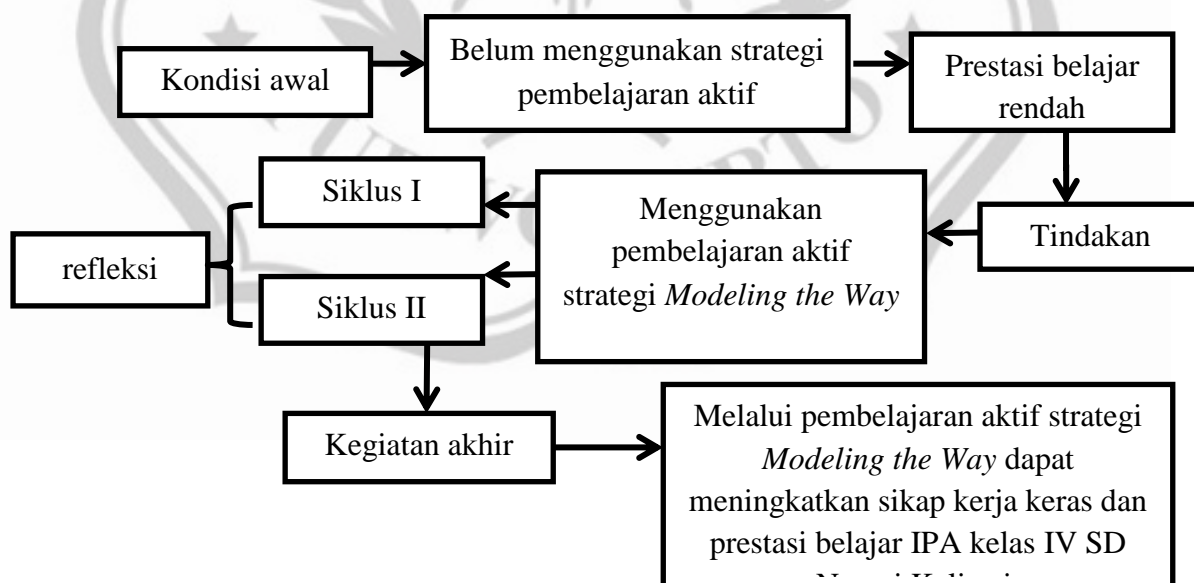 Kondisi awal
Belum menggunakan strategi
pembelajaran aktif
Prestasi belajar
rendah
Tindakan
Menggunakan
pembelajaran aktif
strategi Modeling the Way
Siklus I
Siklus II
refleksi
Kegiatan akhir
Melalui pembelajaran aktif strategi
Modeling the Way dapat
meningkatkan sikap kerja keras dan
prestasi belajar IPA kelas IV SD